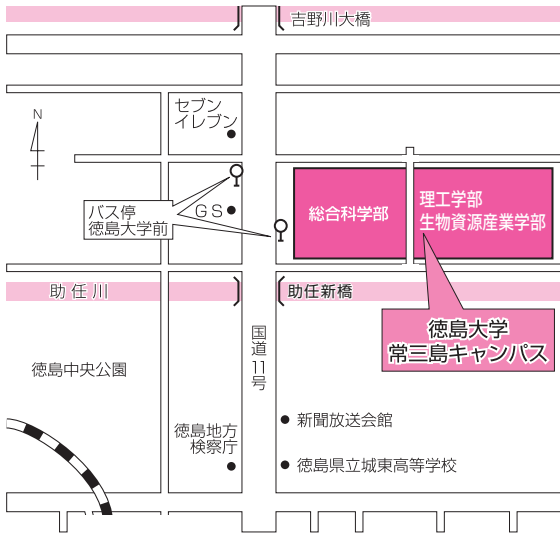 吉野川大橋
N
セブン
イレブン
バス停
徳島大学前
GS
総合科学部
理工学部
生物資源産業学部
助任川
助任新橋
徳島大学
常三島キャンパス
国道11号
徳島中央公園
新聞放送会館
徳島地方
検察庁
徳島県立城東高等学校